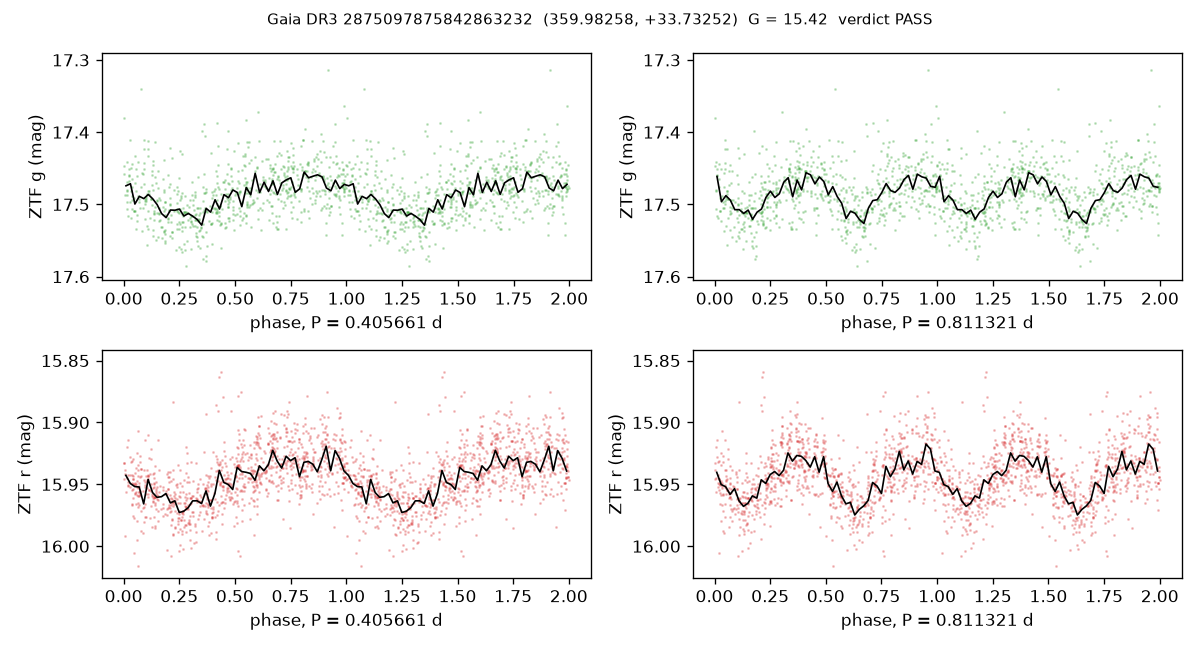 Gaia DR3 2875097875842863232 (359.98258, +33.73252) G = 15.42 verdict PASS
17.3
17.4
17.5
17.6
ZTF g (mag)
0.00 0.25 0.50 0.75 1.00 1.25 1.50 1.75 2.00
phase, P = 0.405661 d
17.3
17.4
17.5
17.6
ZTF g (mag)
0.00 0.25 0.50 0.75 1.00 1.25 1.50 1.75 2.00
phase, P = 0.811321 d
15.85
15.90
15.95
16.00
ZTF r (mag)
0.00 0.25 0.50 0.75 1.00 1.25 1.50 1.75 2.00
phase, P = 0.405661 d
15.85
15.90
15.95
16.00
ZTF r (mag)
0.00 0.25 0.50 0.75 1.00 1.25 1.50 1.75 2.00
phase, P = 0.811321 d